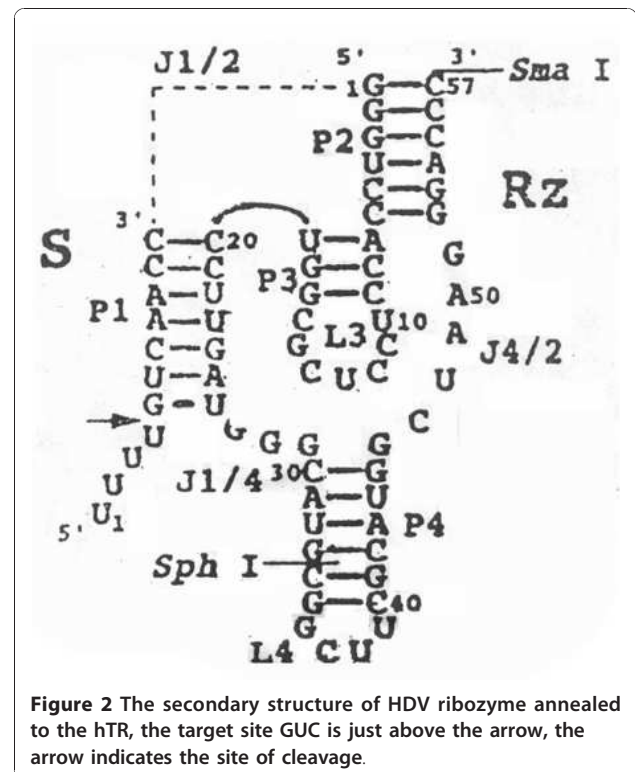 J1/2 5' 3'
1G C57 Sma I
G C
P2 G C
U A Rz
C G
C G
S 3' C C20 U A G
C C P3 G C
A U G C A50
P1 A U C L3 U10 A
C G G C J4/2
U A C U C U
G U C
U G G G G
U J1/4 30C G
U A U
5' U1 U A P4
Sph I G C
C G
G C40
G U
L4 C U U
Figure 2 The secondary structure of HDV ribozyme annealed
to the hTR, the target site GUC is just above the arrow, the
arrow indicates the site of cleavage.